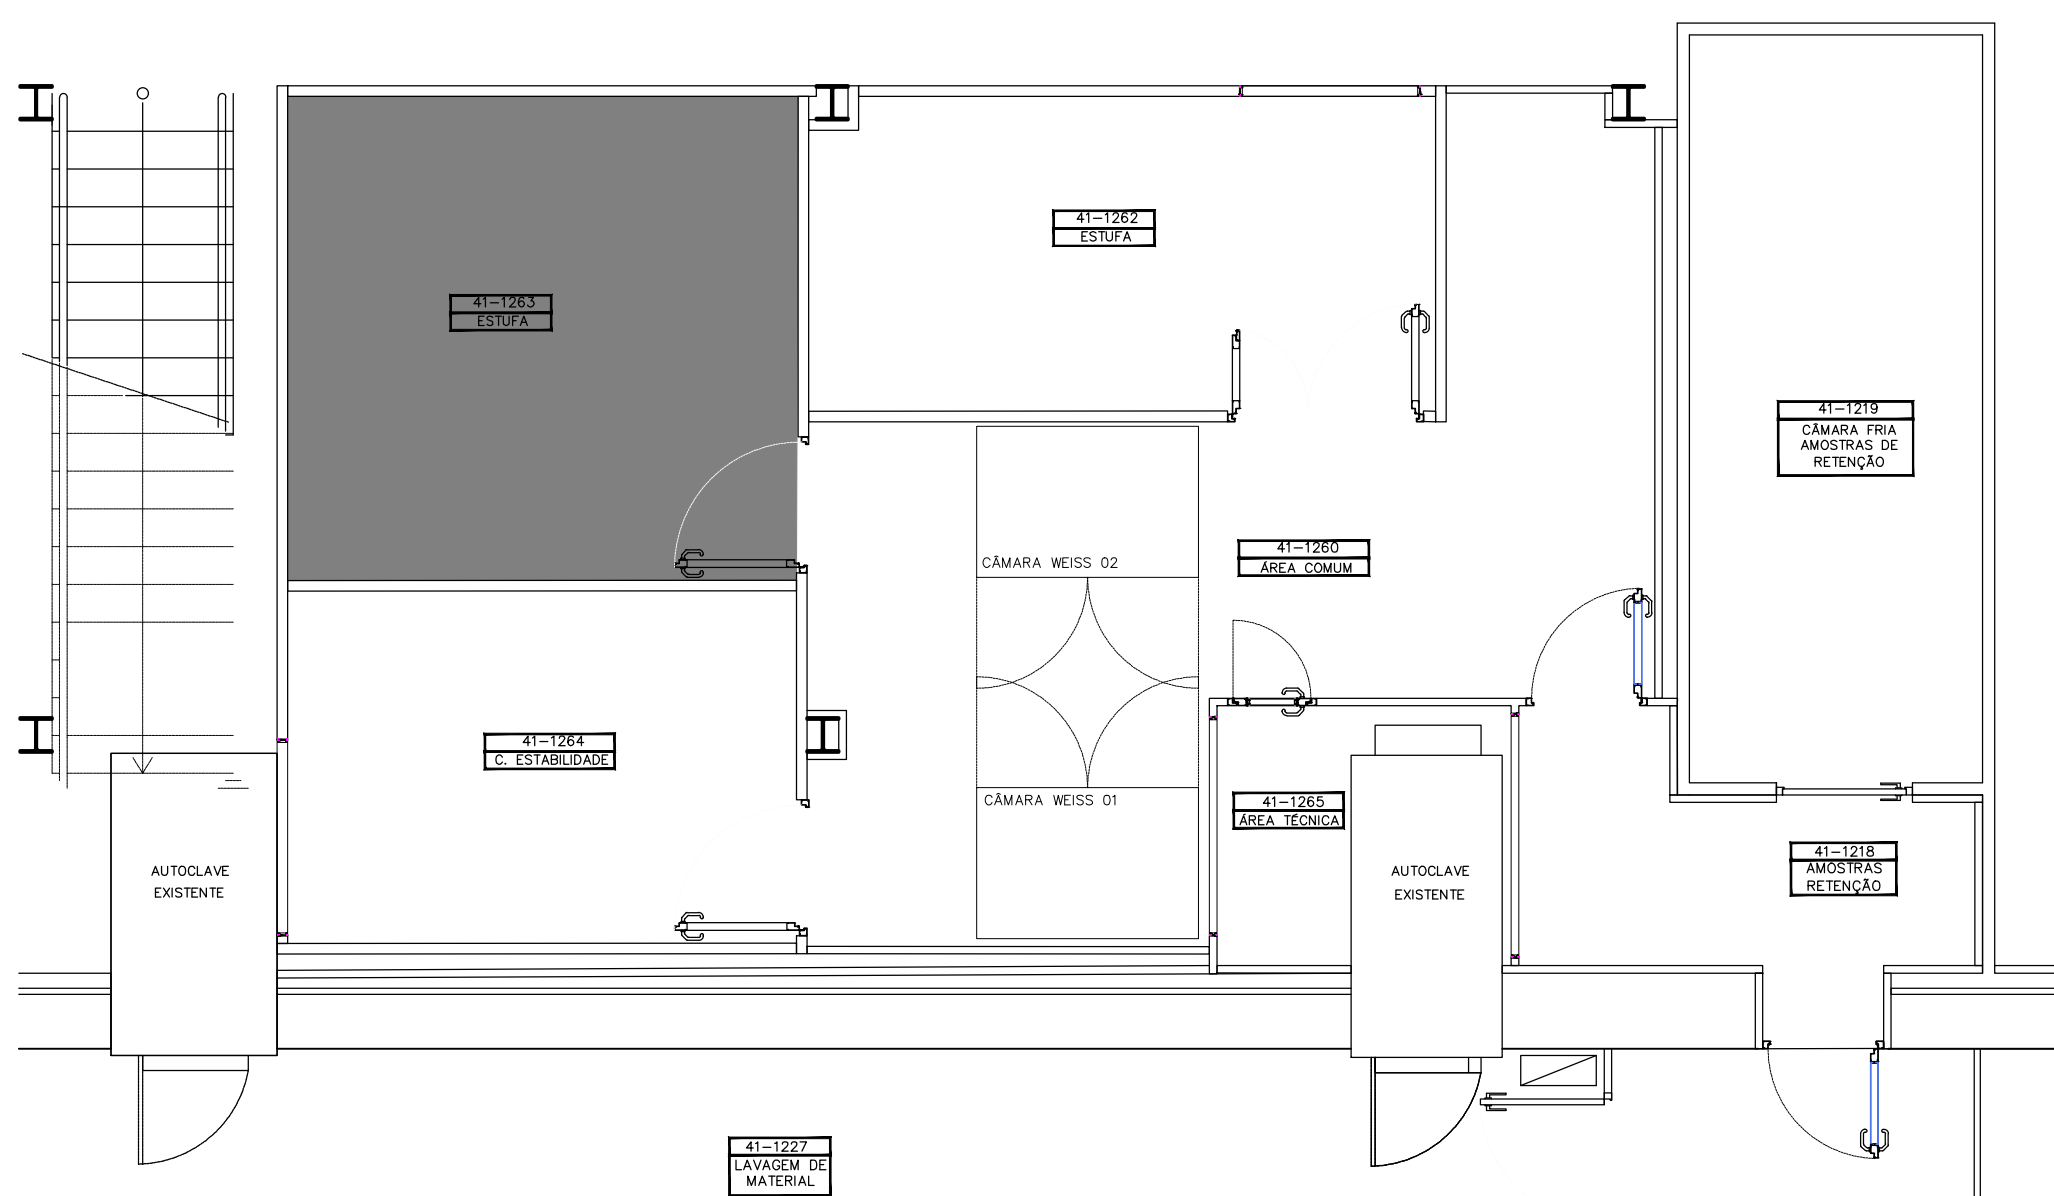 41-1262
ESTUFA
41-1263
ESTUFA
41-1219
CÂMARA FRIA
AMOSTRAS DE
RETENÇÃO
41-1260
ÁREA COMUM
CÂMARA WEISS 02
41-1264
C. ESTABILIDADE
CÂMARA WEISS 01
41-1265
ÁREA TÉCNICA
41-1218
AMOSTRAS
RETENÇÃO
AUTOCLAVE
EXISTENTE
AUTOCLAVE
EXISTENTE
41-1227
LAVAGEM DE
MATERIAL